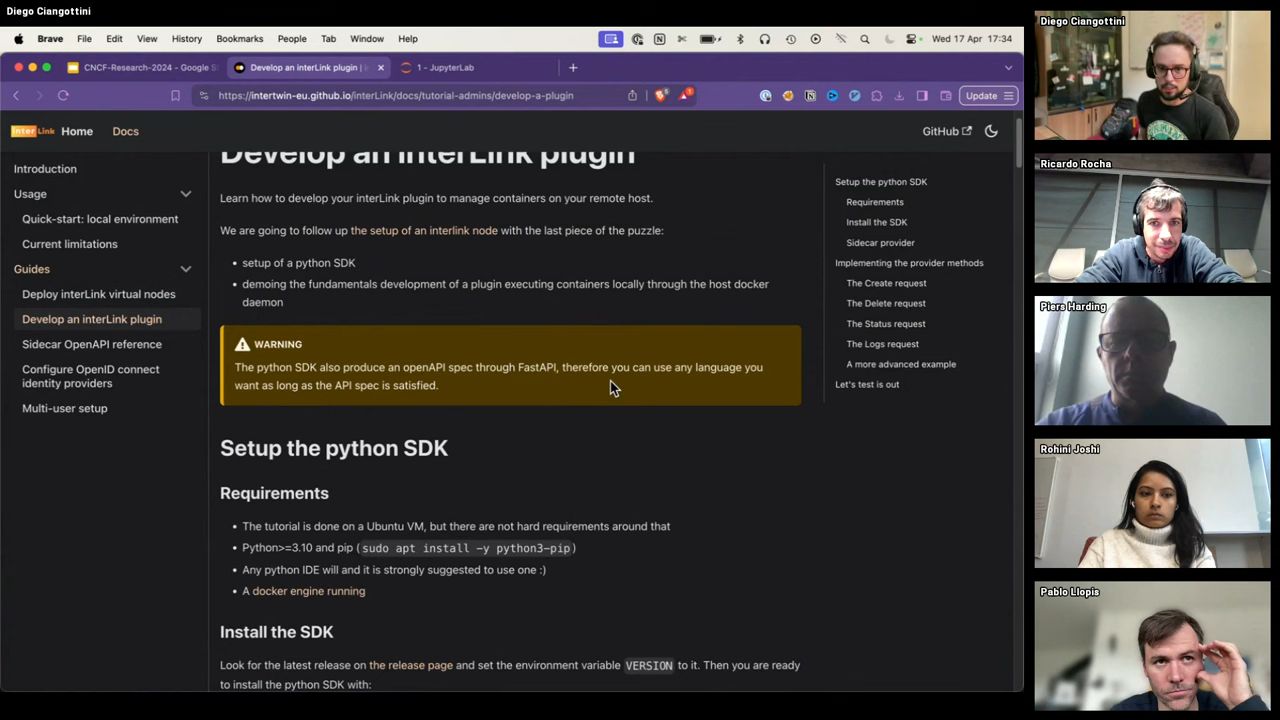 Diego Ciangottini
Brave File Edit View History Bookmarks People Tab Window Help Wed 17 Apr 17:34
CNCF-Research-2024 - Google S
Develop an interLink plugin | i
1 - JupyterLab
https://intertwin-eu.github.io/interLink/docs/tutorial-admins/develop-a-plugin
Update
interLink Home Docs
GitHub
Introduction
Usage
Quick-start: local environment
Current limitations
Guides
Deploy interLink virtual nodes
Develop an interLink plugin
Sidecar OpenAPI reference
Configure OpenID connect
identity providers
Multi-user setup
Develop an interLink plugin
Learn how to develop your interLink plugin to manage containers on your remote host.
We are going to follow up the setup of an interlink node with the last piece of the puzzle:
setup of a python SDK
demoing the fundamentals development of a plugin executing containers locally through the host docker
daemon
WARNING
The python SDK also produce an openAPI spec through FastAPI, therefore you can use any language you
want as long as the API spec is satisfied.
Setup the python SDK
Requirements
The tutorial is done on a Ubuntu VM, but there are not hard requirements around that
Python>=3.10 and pip (sudo apt install -y python3-pip)
Any python IDE will and it is strongly suggested to use one :)
A docker engine running
Install the SDK
Look for the latest release on the release page and set the environment variable VERSION to it. Then you are ready
to install the python SDK with:
Setup the python SDK
Requirements
Install the SDK
Sidecar provider
Implementing the provider methods
The Create request
The Delete request
The Status request
The Logs request
A more advanced example
Let's test is out
Diego Ciangottini
Ricardo Rocha
Piers Harding
Rohini Joshi
Pablo Llopis